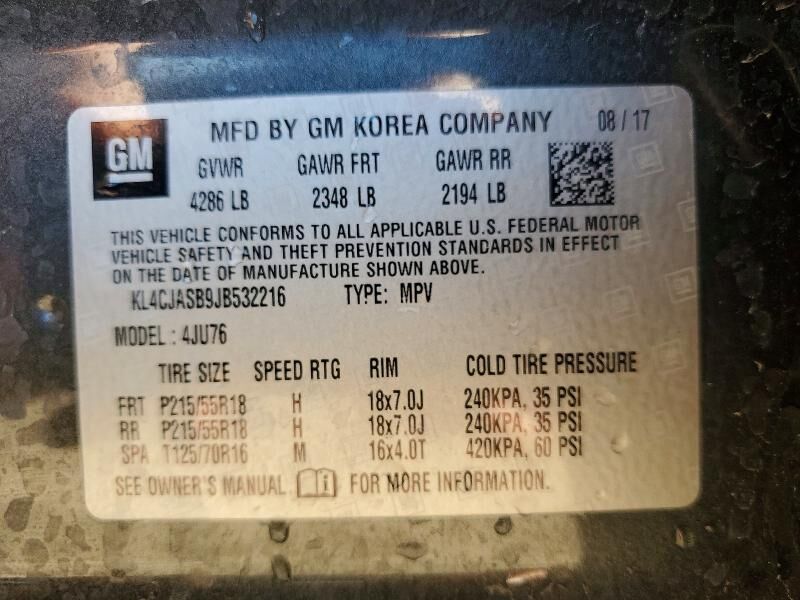 GM
MFD BY GM KOREA COMPANY 08 / 17
GVWR GAWR FRT GAWR RR
4286 LB 2348 LB 2194 LB
THIS VEHICLE CONFORMS TO ALL APPLICABLE U.S. FEDERAL MOTOR
VEHICLE SAFETY AND THEFT PREVENTION STANDARDS IN EFFECT
ON THE DATE OF MANUFACTURE SHOWN ABOVE.
KL4CJASB9JB532216 TYPE: MPV
MODEL : 4JU76
TIRE SIZE SPEED RTG RIM COLD TIRE PRESSURE
FRT P215/55R18 H 18x7.0J 240KPA, 35 PSI
RR P215/55R18 H 18x7.0J 240KPA, 35 PSI
SPA T125/70R16 M 16x4.0T 420KPA, 60 PSI
SEE OWNER'S MANUAL FOR MORE INFORMATION.